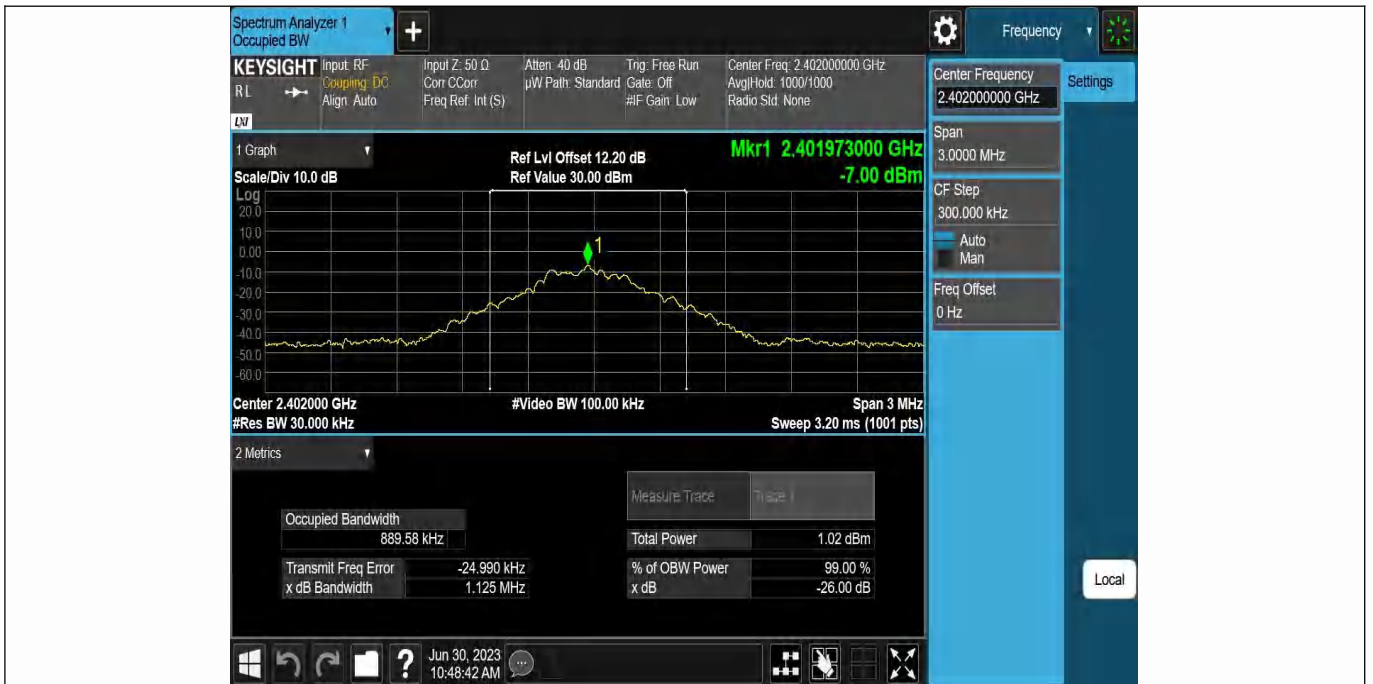 Spectrum Analyzer 1
Occupied BW
+
Frequency
KEYSIGHT
R L
LXI
Input: RF
Coupling: DC
Align: Auto
Input Z: 50 Ω
Corr CCorr
Freq Ref: Int (S)
Atten: 40 dB
µW Path: Standard
Trig: Free Run
Gate: Off
#IF Gain: Low
Center Freq: 2.402000000 GHz
Avg|Hold: 1000/1000
Radio Std: None
Center Frequency
2.402000000 GHz
Settings
Span
3.0000 MHz
CF Step
300.000 kHz
Auto
Man
Freq Offset
0 Hz
Local
1 Graph
Scale/Div 10.0 dB
Ref Lvl Offset 12.20 dB
Ref Value 30.00 dBm
Mkr1 2.401973000 GHz
-7.00 dBm
Log
20.0
10.0
0.00
-10.0
-20.0
-30.0
-40.0
-50.0
-60.0
1
Center 2.402000 GHz
#Video BW 100.00 kHz
Span 3 MHz
#Res BW 30.000 kHz
Sweep 3.20 ms (1001 pts)
2 Metrics
Measure Trace Trace 1
Occupied Bandwidth
889.58 kHz
Total Power 1.02 dBm
Transmit Freq Error -24.990 kHz
% of OBW Power 99.00 %
x dB Bandwidth 1.125 MHz
x dB -26.00 dB
?
Jun 30, 2023
10:48:42 AM